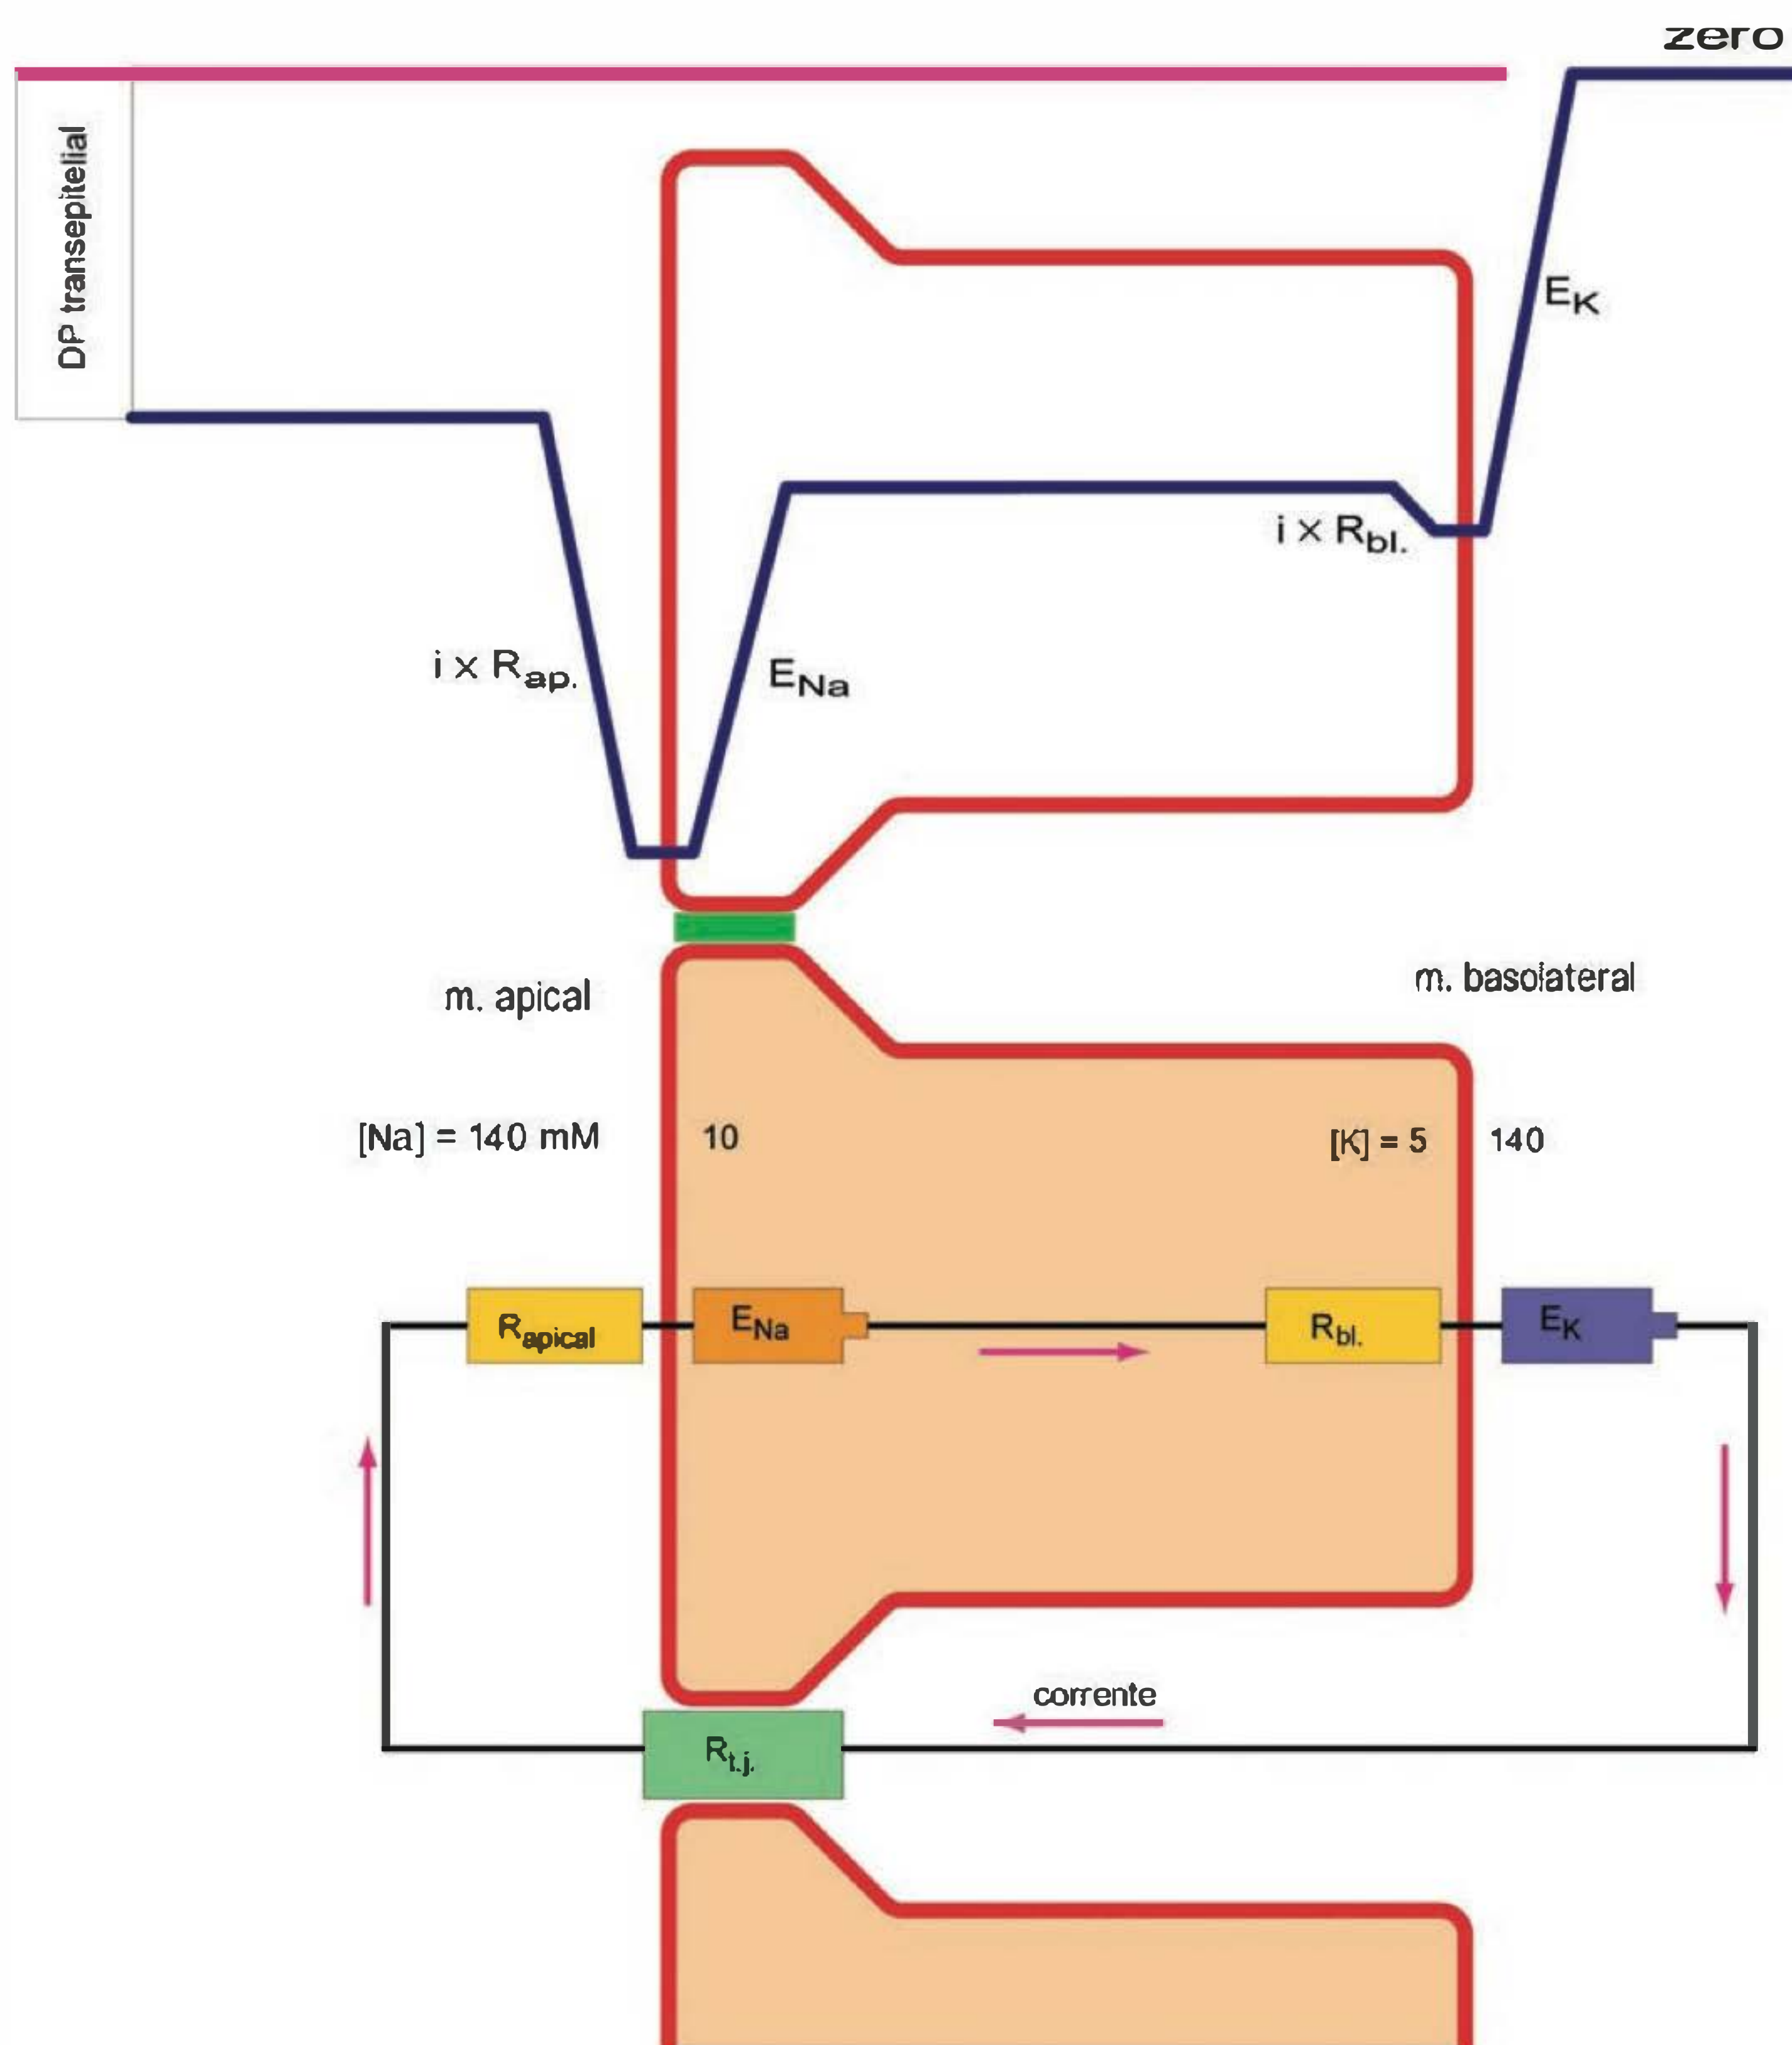 zero
DP transepitelial
E_K
i × R_bl.
i × R_ap.
E_Na
m. apical
m. basolateral
[Na] = 140 mM
10
[K] = 5
140
R_apical
E_Na
R_bl.
E_K
corrente
R_t.j.